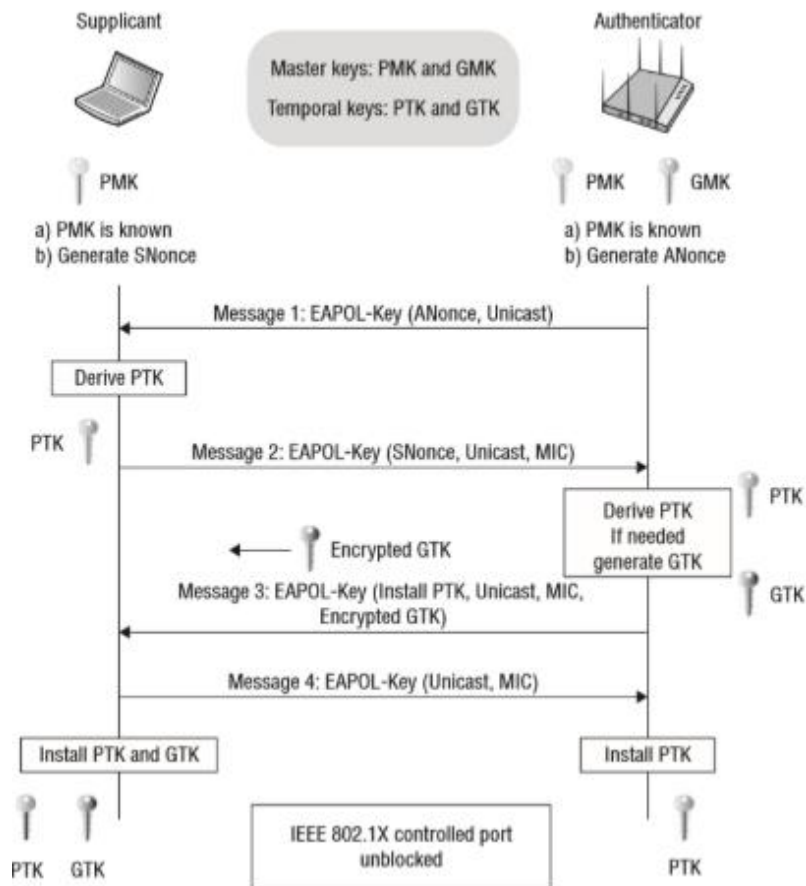 Supplicant
Authenticator
Master keys: PMK and GMK
Temporal keys: PTK and GTK
PMK
PMK
GMK
a) PMK is known
b) Generate SNonce
a) PMK is known
b) Generate ANonce
Message 1: EAPOL-Key (ANonce, Unicast)
Derive PTK
PTK
Message 2: EAPOL-Key (SNonce, Unicast, MIC)
PTK
Derive PTK
If needed
generate GTK
Encrypted GTK
GTK
Message 3: EAPOL-Key (Install PTK, Unicast, MIC,
Encrypted GTK)
Message 4: EAPOL-Key (Unicast, MIC)
Install PTK and GTK
Install PTK
IEEE 802.1X controlled port
unblocked
PTK
GTK
PTK